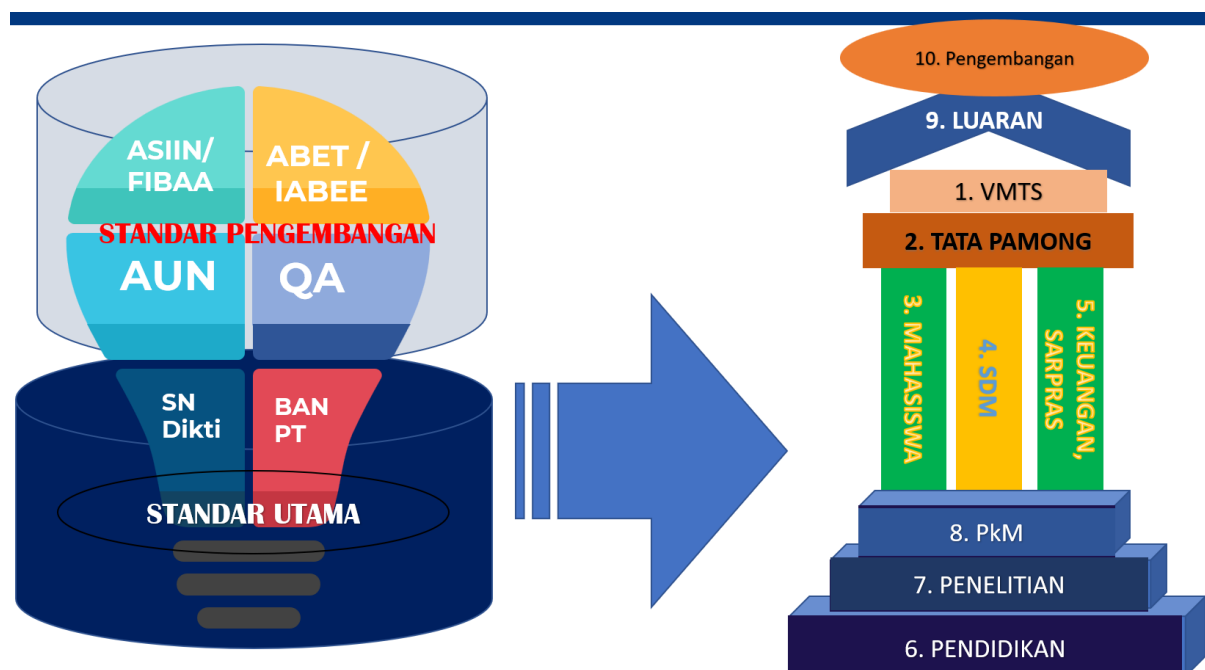 ASIIN/
FIBAA
ABET /
IABEE
STANDAR PENGEMBANGAN
AUN
QA
SN
Dikti
BAN
PT
STANDAR UTAMA
10. Pengembangan
9. LUARAN
1. VMTS
2. TATA PAMONG
3. MAHASISWA
4. SDM
5. KEUANGAN,
SARPRAS
8. PkM
7. PENELITIAN
6. PENDIDIKAN